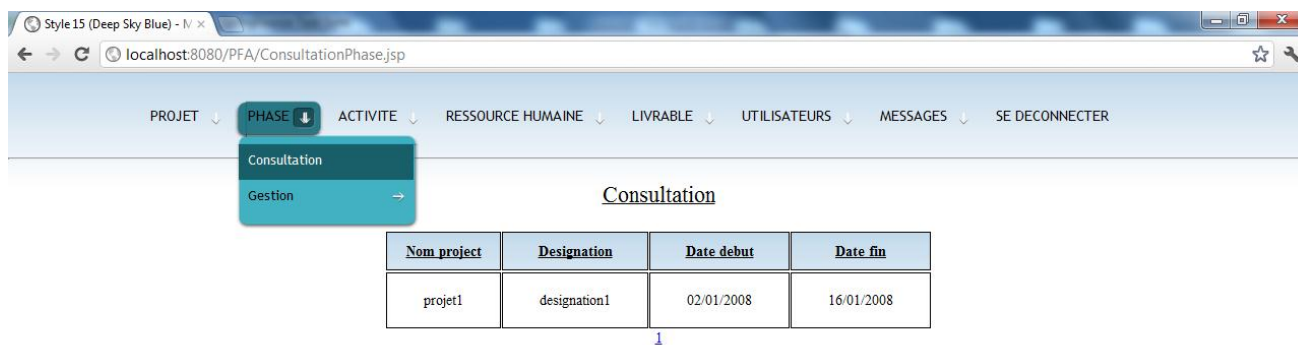 Style 15 (Deep Sky Blue) - M
localhost:8080/PFA/ConsultationPhase.jsp
PROJET PHASE ACTIVITE RESSOURCE HUMAINE LIVRABLE UTILISATEURS MESSAGES SE DECONNECTER
Consultation
Gestion
Consultation
Nom project Designation Date debut Date fin
projet1 designation1 02/01/2008 16/01/2008
1